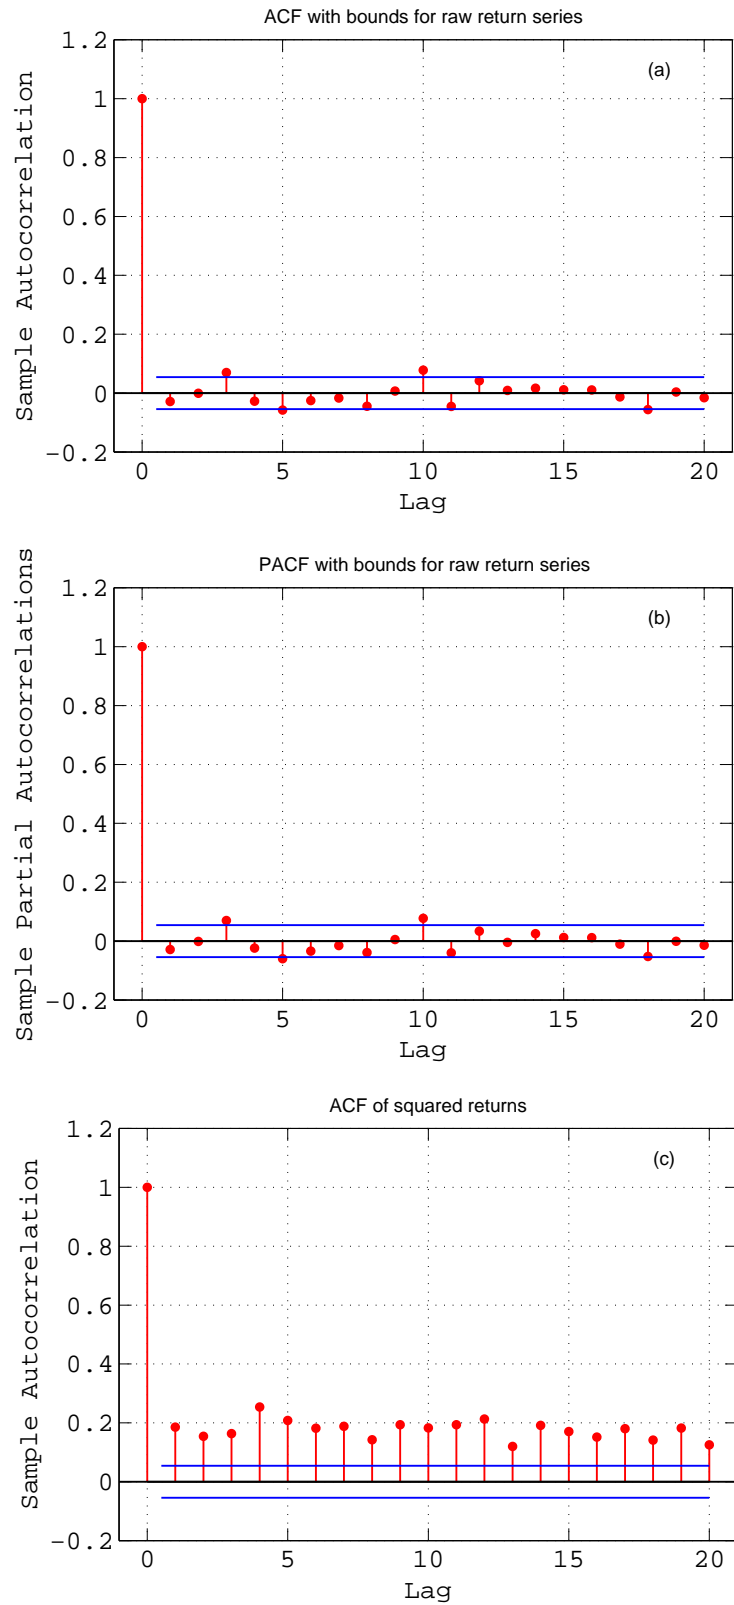 ACF with bounds for raw return series
(a)
Sample Autocorrelation
1.2
1
0.8
0.6
0.4
0.2
0
−0.2
0 5 10 15 20
Lag
PACF with bounds for raw return series
(b)
Sample Partial Autocorrelations
1.2
1
0.8
0.6
0.4
0.2
0
−0.2
0 5 10 15 20
Lag
ACF of squared returns
(c)
Sample Autocorrelation
1.2
1
0.8
0.6
0.4
0.2
0
−0.2
0 5 10 15 20
Lag